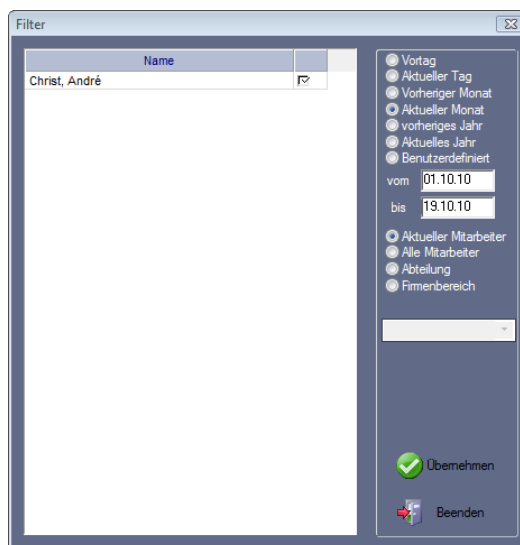 Filter
Name
Christ, André
Vortag
Aktueller Tag
Vorheriger Monat
Aktueller Monat
vorheriges Jahr
Aktuelles Jahr
Benutzerdefiniert
vom 01.10.10
bis 19.10.10
Aktueller Mitarbeiter
Alle Mitarbeiter
Abteilung
Firmenbereich
Übernehmen
Beenden